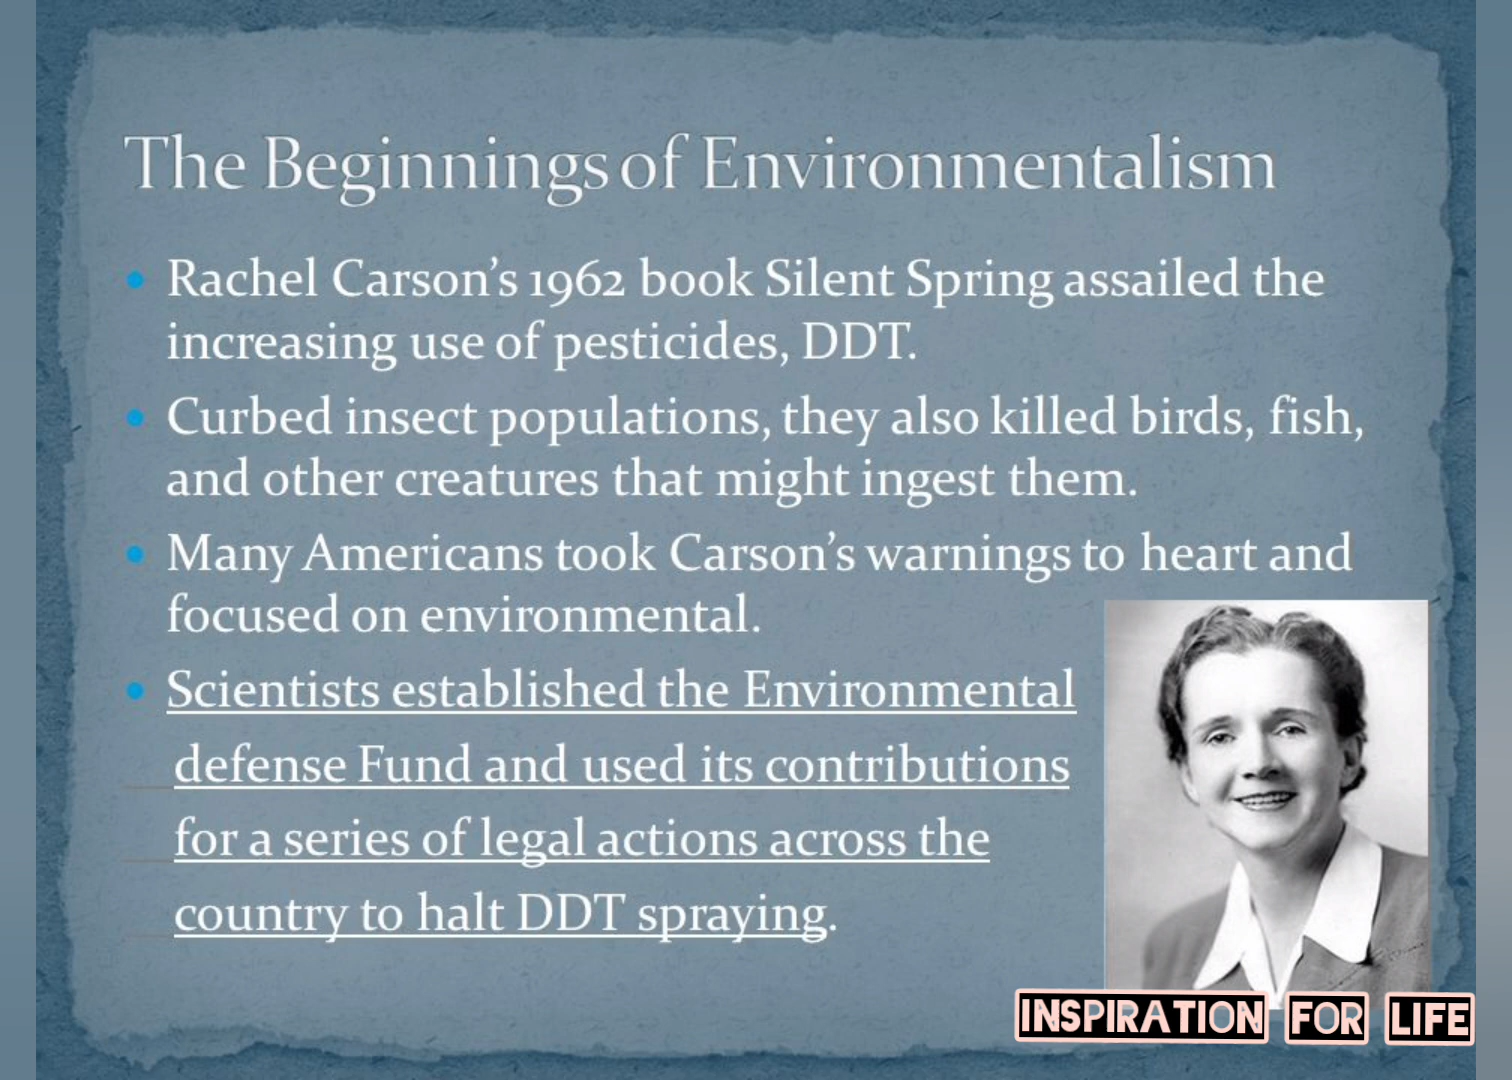 The Beginnings of Environmentalism
Rachel Carson's 1962 book Silent Spring assailed the
increasing use of pesticides, DDT.
Curbed insect populations, they also killed birds, fish,
and other creatures that might ingest them.
Many Americans took Carson's warnings to heart and
focused on environmental.
Scientists established the Environmental
defense Fund and used its contributions
for a series of legal actions across the
country to halt DDT spraying.
INSPIRATION FOR LIFE